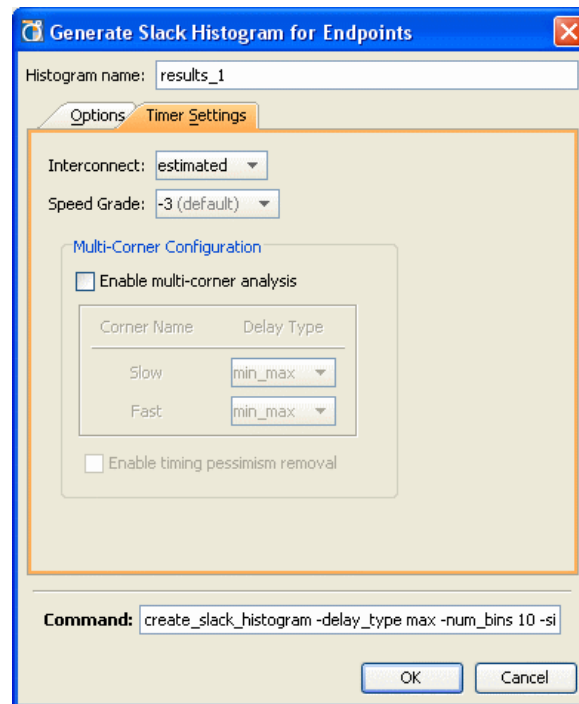 Generate Slack Histogram for Endpoints
Histogram name: results_1
Options Timer Settings
Interconnect: estimated
Speed Grade: -3 (default)
Multi-Corner Configuration
Enable multi-corner analysis
Corner Name Delay Type
Slow min_max
Fast min_max
Enable timing pessimism removal
Command: create_slack_histogram -delay_type max -num_bins 10 -si
OK Cancel